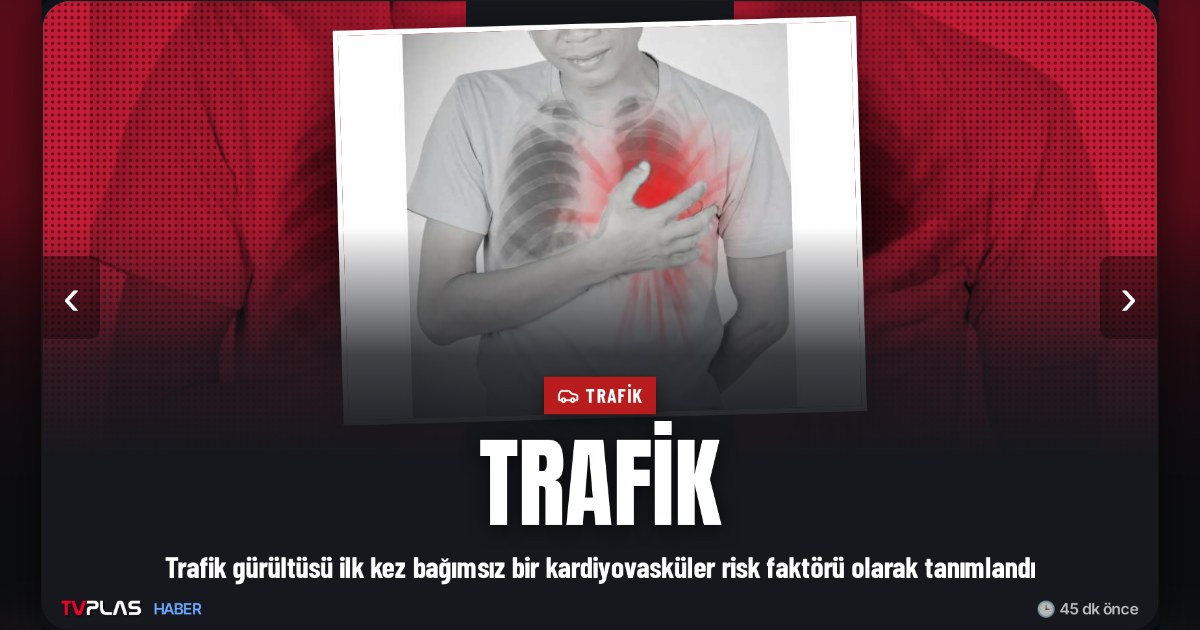 TRAFİK
TRAFİK
Trafik gürültüsü ilk kez bağımsız bir kardiyovasküler risk faktörü olarak tanımlandı
TVPLAS HABER
45 dk önce